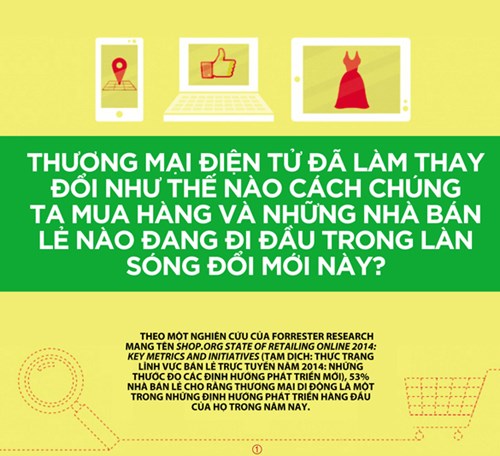 THƯƠNG MẠI ĐIỆN TỬ ĐÃ LÀM THAY
ĐỔI NHƯ THẾ NÀO CÁCH CHÚNG
TA MUA HÀNG VÀ NHỮNG NHÀ BÁN
LẺ NÀO ĐANG ĐI ĐẦU TRONG LÀN
SÓNG ĐỔI MỚI NÀY?
THEO MỘT NGHIÊN CỨU CỦA FORRESTER RESEARCH
MANG TÊN SHOP.ORG STATE OF RETAILING ONLINE 2014:
KEY METRICS AND INITIATIVES (TẠM DỊCH: THỰC TRẠNG
LĨNH VỰC BÁN LẺ TRỰC TUYẾN NĂM 2014: NHỮNG
THƯỚC ĐO CÁC ĐỊNH HƯỚNG PHÁT TRIỂN MỚI), 53%
NHÀ BÁN LẺ CHO RẰNG THƯƠNG MẠI DI ĐỘNG LÀ MỘT
TRONG NHỮNG ĐỊNH HƯỚNG PHÁT TRIỂN HÀNG ĐẦU
CỦA HỌ TRONG NĂM NAY.
1